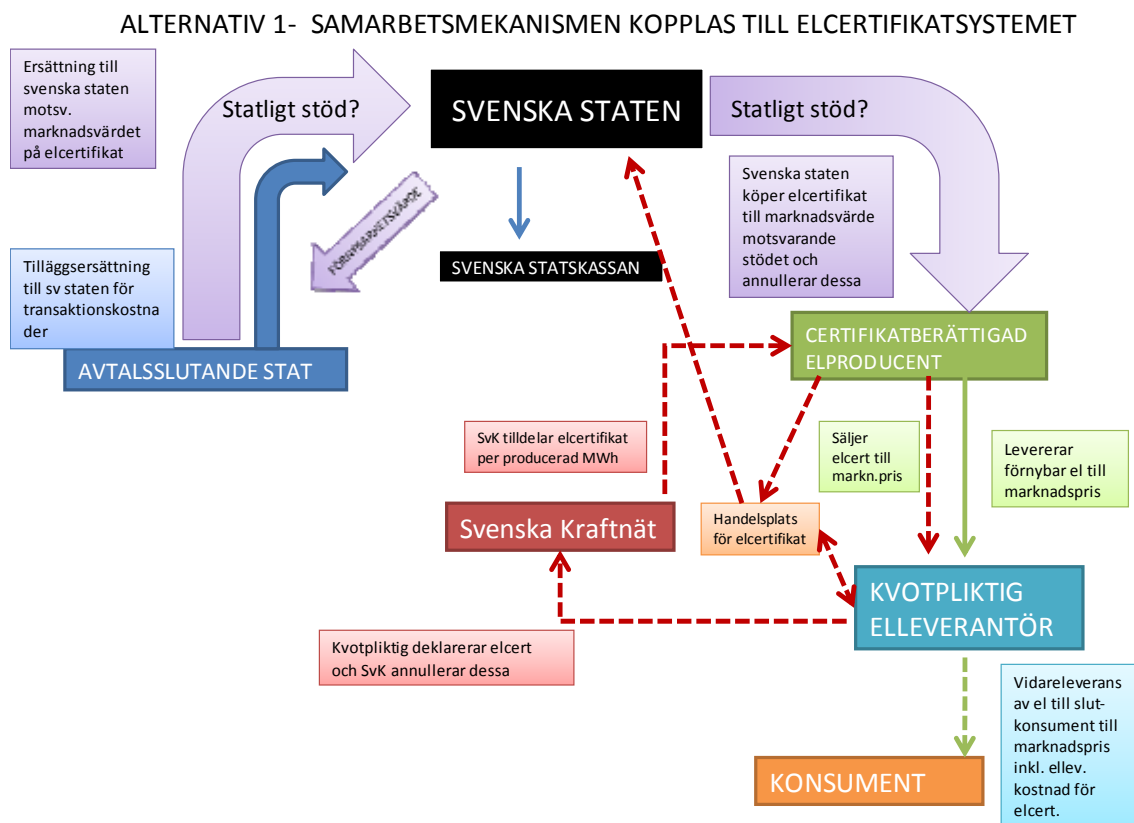 ALTERNATIV 1- SAMARBETSMEKANISMEN KOPPLAS TILL ELCERTIFIKATSYSTEMET
Ersättning till
svenska staten
motsv.
marknadsvärdet
på elcertifikat
Statligt stöd?
SVENSKA STATEN
Statligt stöd?
FÖRNYBARHETSVÄRDE
Svenska staten
köper elcertifikat
till marknadsvärde
motsvarande
stödet och
annullerar dessa
SVENSKA STATSKASSAN
Tilläggsersättning
till sv staten för
transaktionskostna
der
AVTALSSLUTANDE STAT
CERTIFIKATBERÄTTIGAD
ELPRODUCENT
SvK tilldelar elcertifikat
per producerad MWh
Säljer
elcert till
markn.pris
Levererar
förnybar el till
marknadspris
Svenska Kraftnät
Handelsplats
för elcertifikat
KVOTPLIKTIG
ELLEVERANTÖR
Kvotpliktig deklarerar elcert
och SvK annullerar dessa
Vidareleverans
av el till slut-
konsument till
marknadspris
inkl. ellev.
kostnad för
elcert.
KONSUMENT